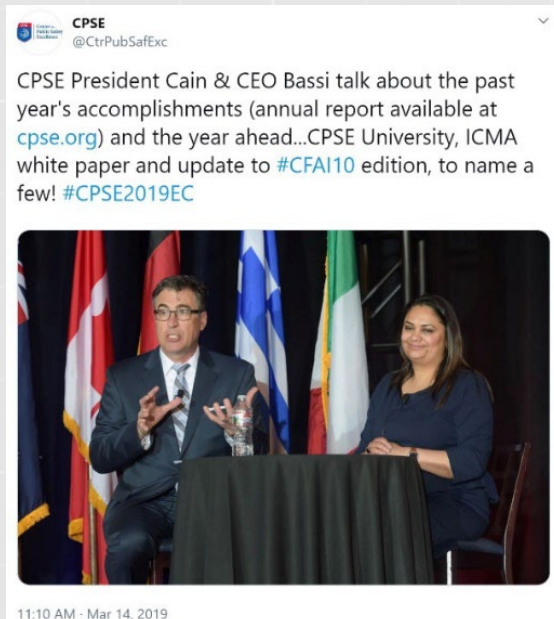 CPSE
@CtrPubSafExc
CPSE President Cain & CEO Bassi talk about the past
year's accomplishments (annual report available at
cpse.org) and the year ahead...CPSE University, ICMA
white paper and update to #CFAI10 edition, to name a
few! #CPSE2019EC
11:10 AM · Mar 14, 2019